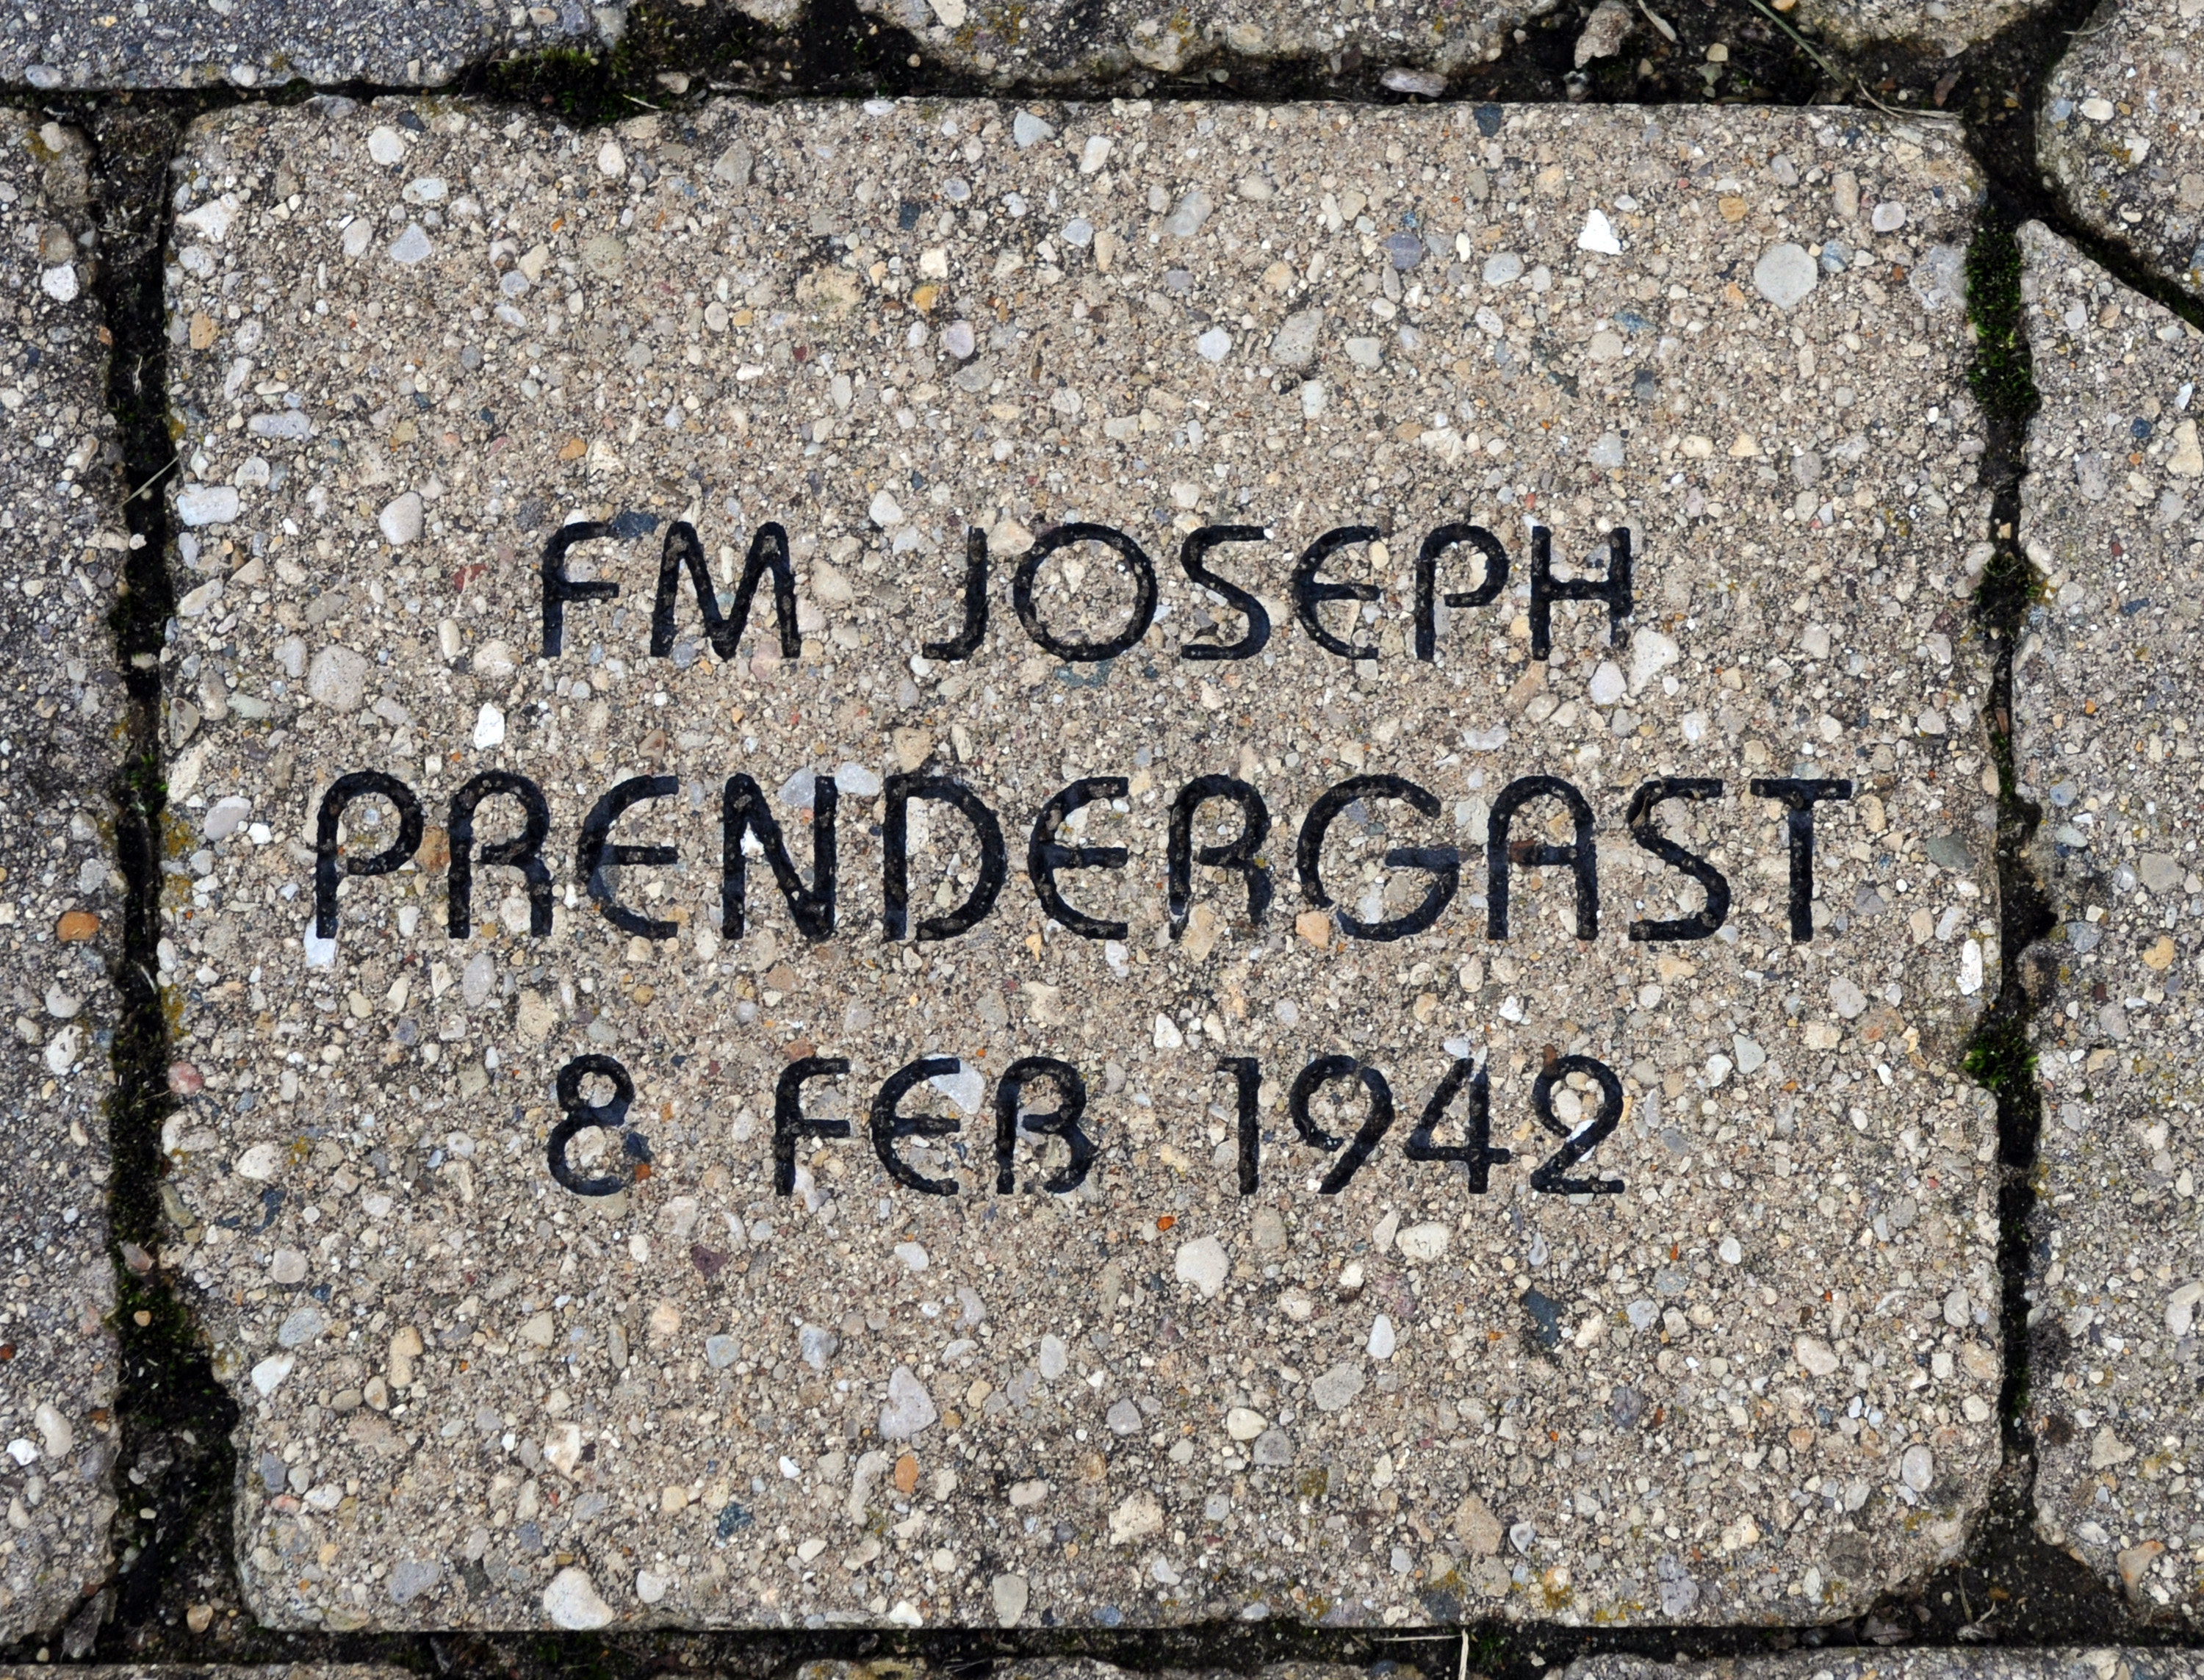 FM JOSEPH
PRENDERGAST
8 FEB 1942